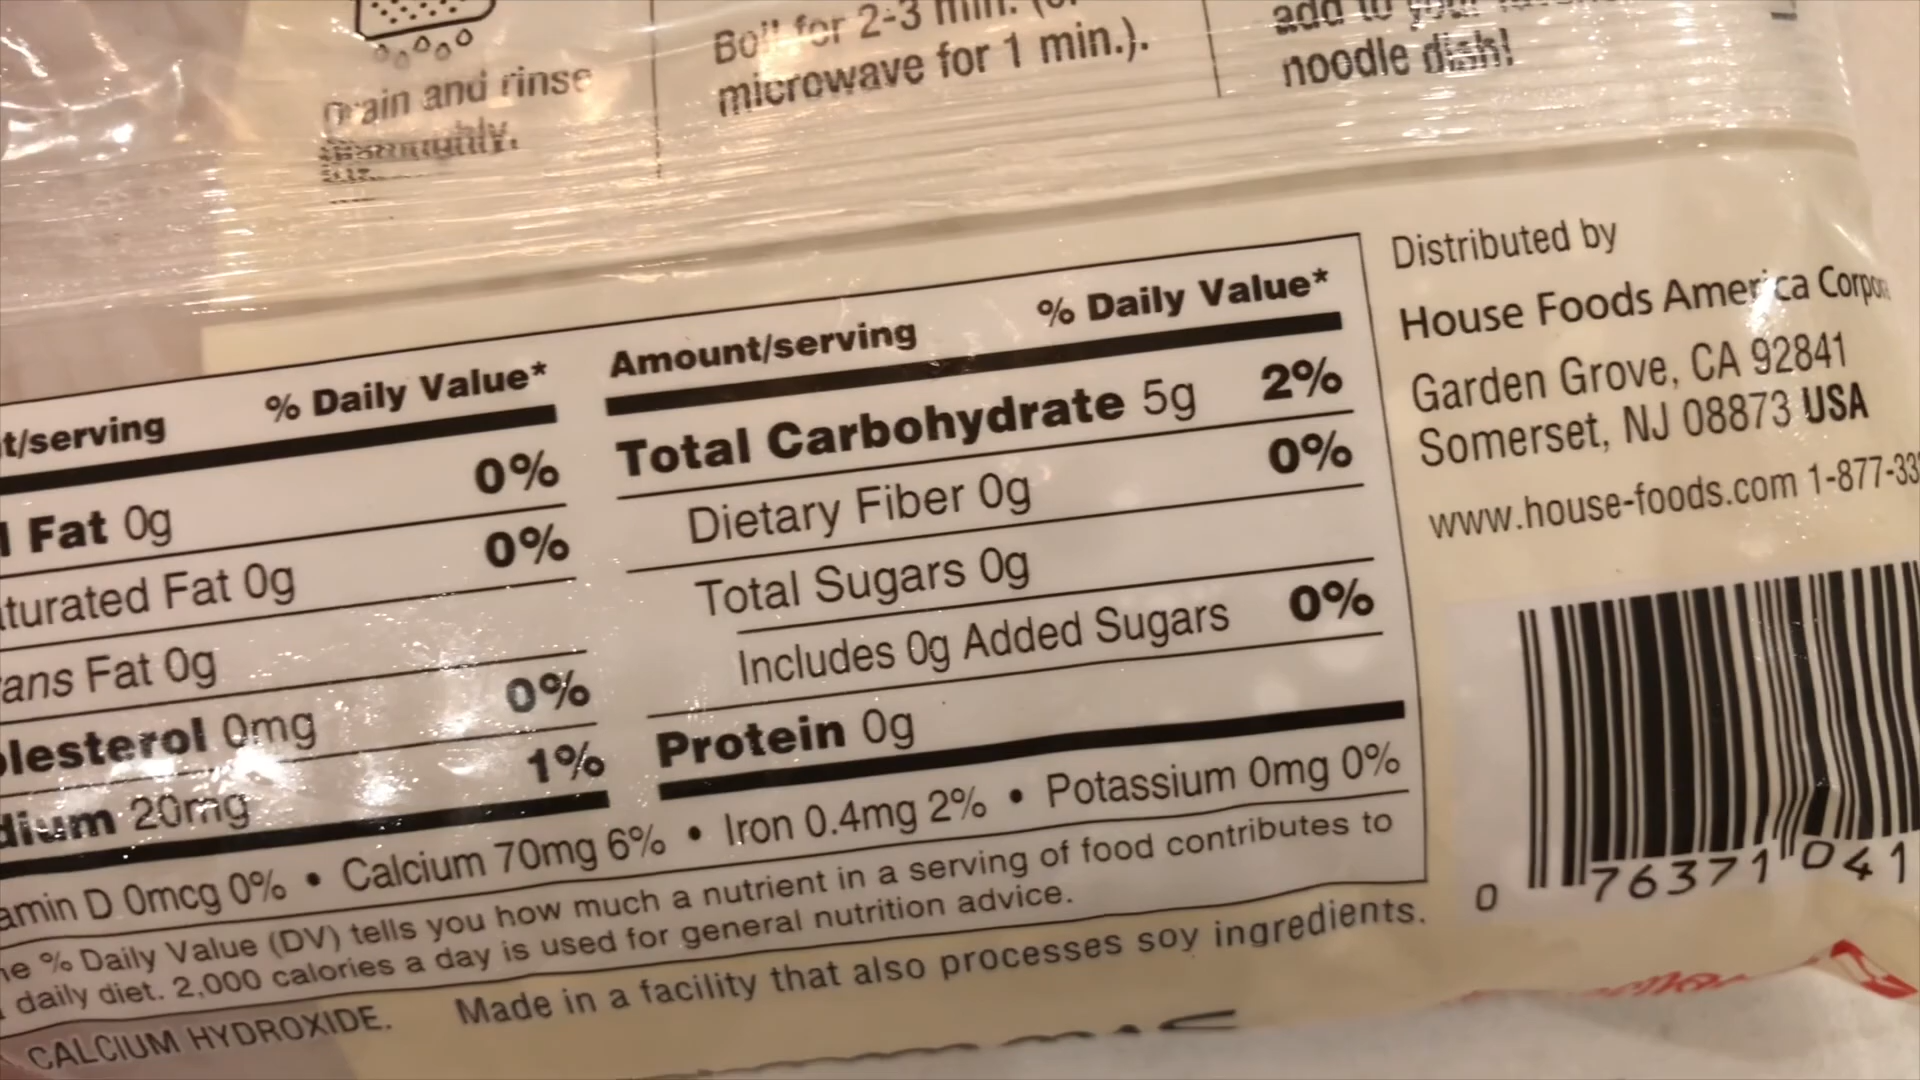 Drain and rinse
thoroughly.
Boil for 2-3 min. (or
microwave for 1 min.).
add to your
noodle dish!
t/serving % Daily Value*
l Fat 0g 0%
turated Fat 0g 0%
ans Fat 0g
olesterol 0mg 0%
dium 20mg 1%
Amount/serving % Daily Value*
Total Carbohydrate 5g 2%
Dietary Fiber 0g 0%
Total Sugars 0g
Includes 0g Added Sugars 0%
Protein 0g
amin D 0mcg 0% • Calcium 70mg 6% • Iron 0.4mg 2% • Potassium 0mg 0%
he % Daily Value (DV) tells you how much a nutrient in a serving of food contributes to
daily diet. 2,000 calories a day is used for general nutrition advice.
CALCIUM HYDROXIDE. Made in a facility that also processes soy ingredients.
Distributed by
House Foods America Corpor
Garden Grove, CA 92841
Somerset, NJ 08873 USA
www.house-foods.com 1-877-33
0 76371 041